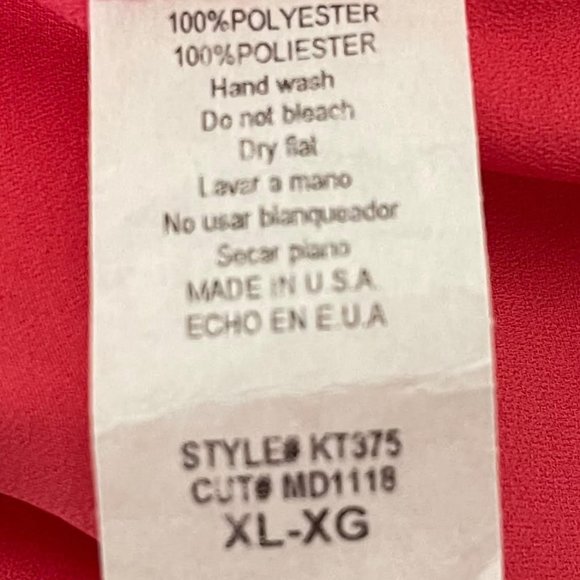 100%POLYESTER
100%POLIESTER
Hand wash
Do not bleach
Dry flat
Lavar a mano
No usar blanqueador
Secar plano
MADE IN U.S.A.
ECHO EN E.U.A
STYLE# KT375
CUT# MD1118
XL-XG